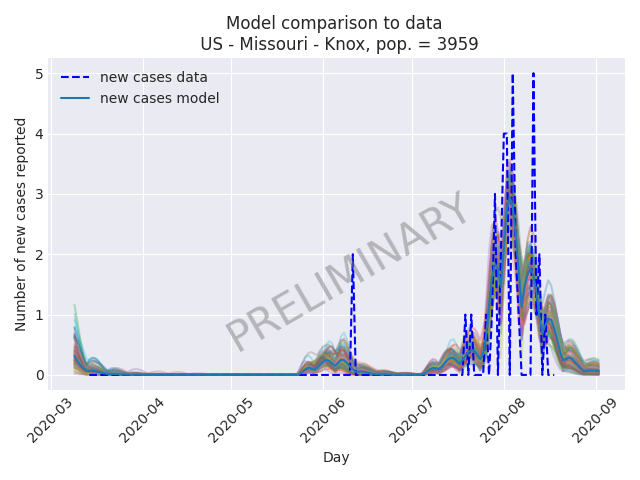 Model comparison to data
US - Missouri - Knox, pop. = 3959
new cases data
new cases model
Number of new cases reported
5
4
3
2
1
0
PRELIMINARY
2020-03
2020-04
2020-05
2020-06
2020-07
2020-08
2020-09
Day